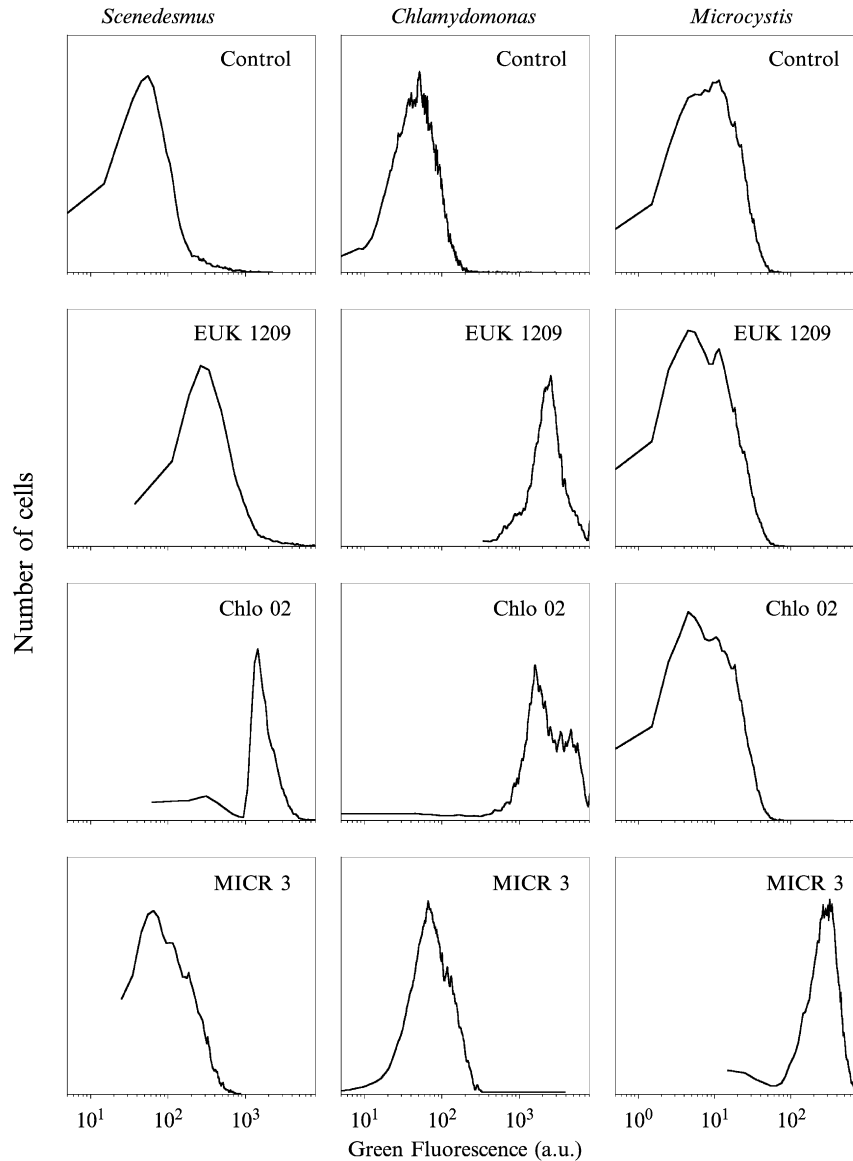 Scenedesmus Chlamydomonas Microcystis
Control Control Control
EUK 1209 EUK 1209 EUK 1209
Number of cells
Chlo 02 Chlo 02 Chlo 02
MICR 3 MICR 3 MICR 3
10¹ 10² 10³ 10¹ 10² 10³ 10⁰ 10¹ 10²
Green Fluorescence (a.u.)